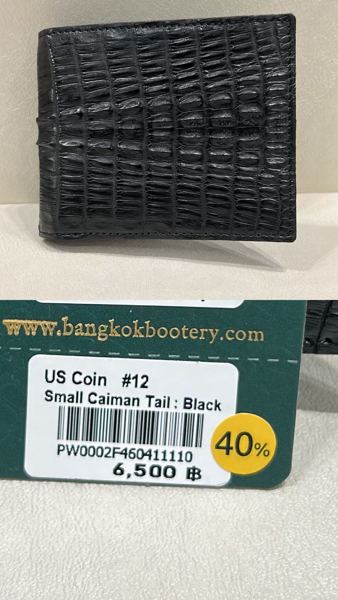 www.bangkokbootery.com
US Coin #12
Small Caiman Tail : Black
PW0002F460411110
6,500 ฿
40%